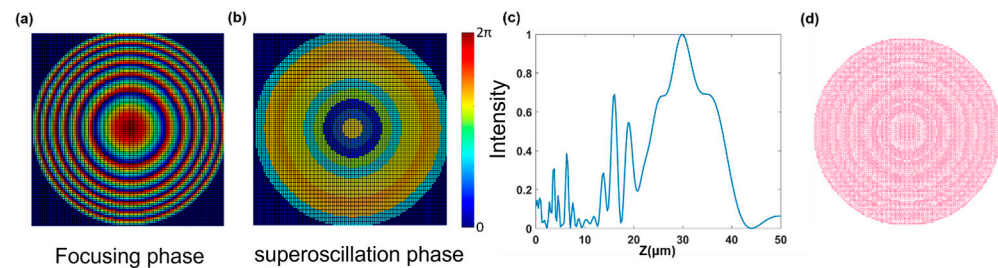 (a)
(b)
(c)
(d)
2π
0
Focusing phase
superoscillation phase
Intensity
1
0.8
0.6
0.4
0.2
0
0
10
20
30
40
50
Z(μm)